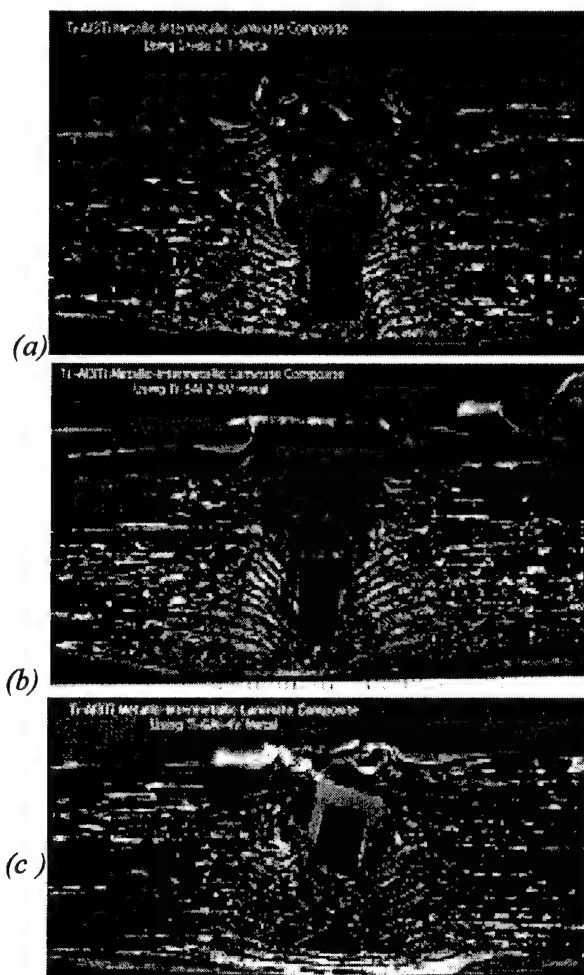 Ti-Al3Ti Metallic-Intermetallic Laminate Composite
Using Grade 2 Ti Metal
(a)
Ti-Al3Ti Metallic-Intermetallic Laminate Composite
Using Ti-3Al-2.5V metal
(b)
Ti-Al3Ti Metallic-Intermetallic Laminate Composite
Using Ti-6Al-4V Metal
(c )